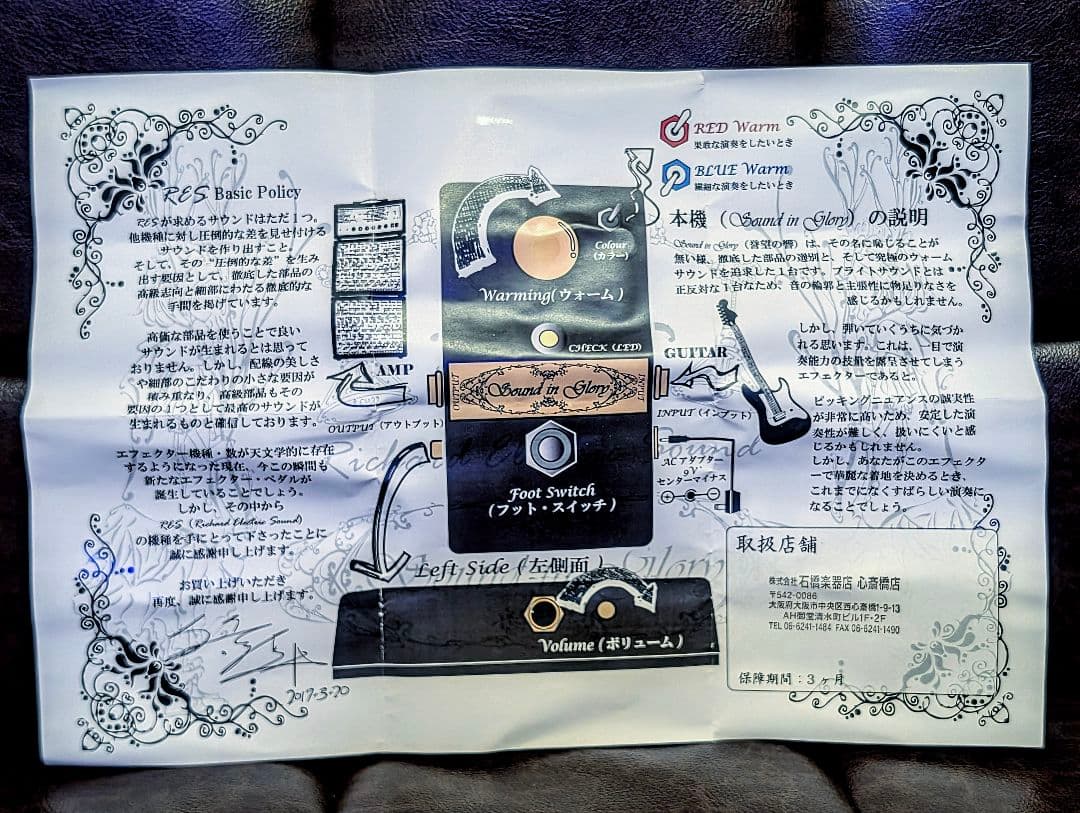 RES Basic Policy
RESが求めるサウンドはただ1つ。
他機種に対し圧倒的な差を見せ付ける
サウンドを作り出すこと。
そして、その“圧倒的な差”を生み
出す要因として、徹底した部品の
高級志向と細部にわたる徹底的な
手間を掲げています。
高価な部品を使うことで良い
サウンドが生まれるとは思って
おりません。しかし、配線の美しさ
や細部のこだわりの小さな要因が
積み重なり、高級部品もその
要因の1つとして最高のサウンドが
生まれるものと確信しております。
エフェクター機種・数が天文学的に存在
するようになった現在、今この瞬間も
新たなエフェクター・ペダルが
誕生していることでしょう。
しかし、その中から
RES (Richard Electric Sound)
の機種を手にとって下さったことに
誠に感謝申し上げます。
お買い上げいただき
再度、誠に感謝申し上げます。
2017-3-20
AMP
OUTPUT (アウトプット)
Colour
(カラー)
Warming(ウォーム)
CHECK (LED)
OUTPUT
Sound in Glory
INPUT
Foot Switch
(フット・スイッチ)
GUITAR
INPUT (インプット)
ACアダプター
9V
センターマイナス
Left Side (左側面)
Volume (ボリューム)
RED Warm
果敢な演奏をしたいとき
BLUE Warm
繊細な演奏をしたいとき
本機 (Sound in Glory) の説明
Sound in Glory (誉望の響) は、その名に恥じることが
無い様、徹底した部品の選別と、そして究極のウォーム
サウンドを追求した1台です。ブライトサウンドとは
正反対な1台なため、音の輪郭と主張性に物足りなさを
感じるかもしれません。
しかし、弾いていくうちに気づか
れる思います、これは、一目で演
奏能力の技量を露呈させてしまう
エフェクターであると。
ピッキングニュアンスの誠実性
が非常に高いため、安定した演
奏性が難しく、扱いにくいと感
じるかもしれません。
しかし、あなたがこのエフェクタ
ーで華麗な着地を決めるとき、
これまでになくすばらしい演奏に
なることでしょう。
取扱店舗
株式会社 石橋楽器店 心斎橋店
〒542-0086
大阪府大阪市中央区西心斎橋1-9-13
AH御堂清水町ビル1F・2F
TEL 06-6241-1484 FAX 06-6241-1490
保障期間：3ヶ月